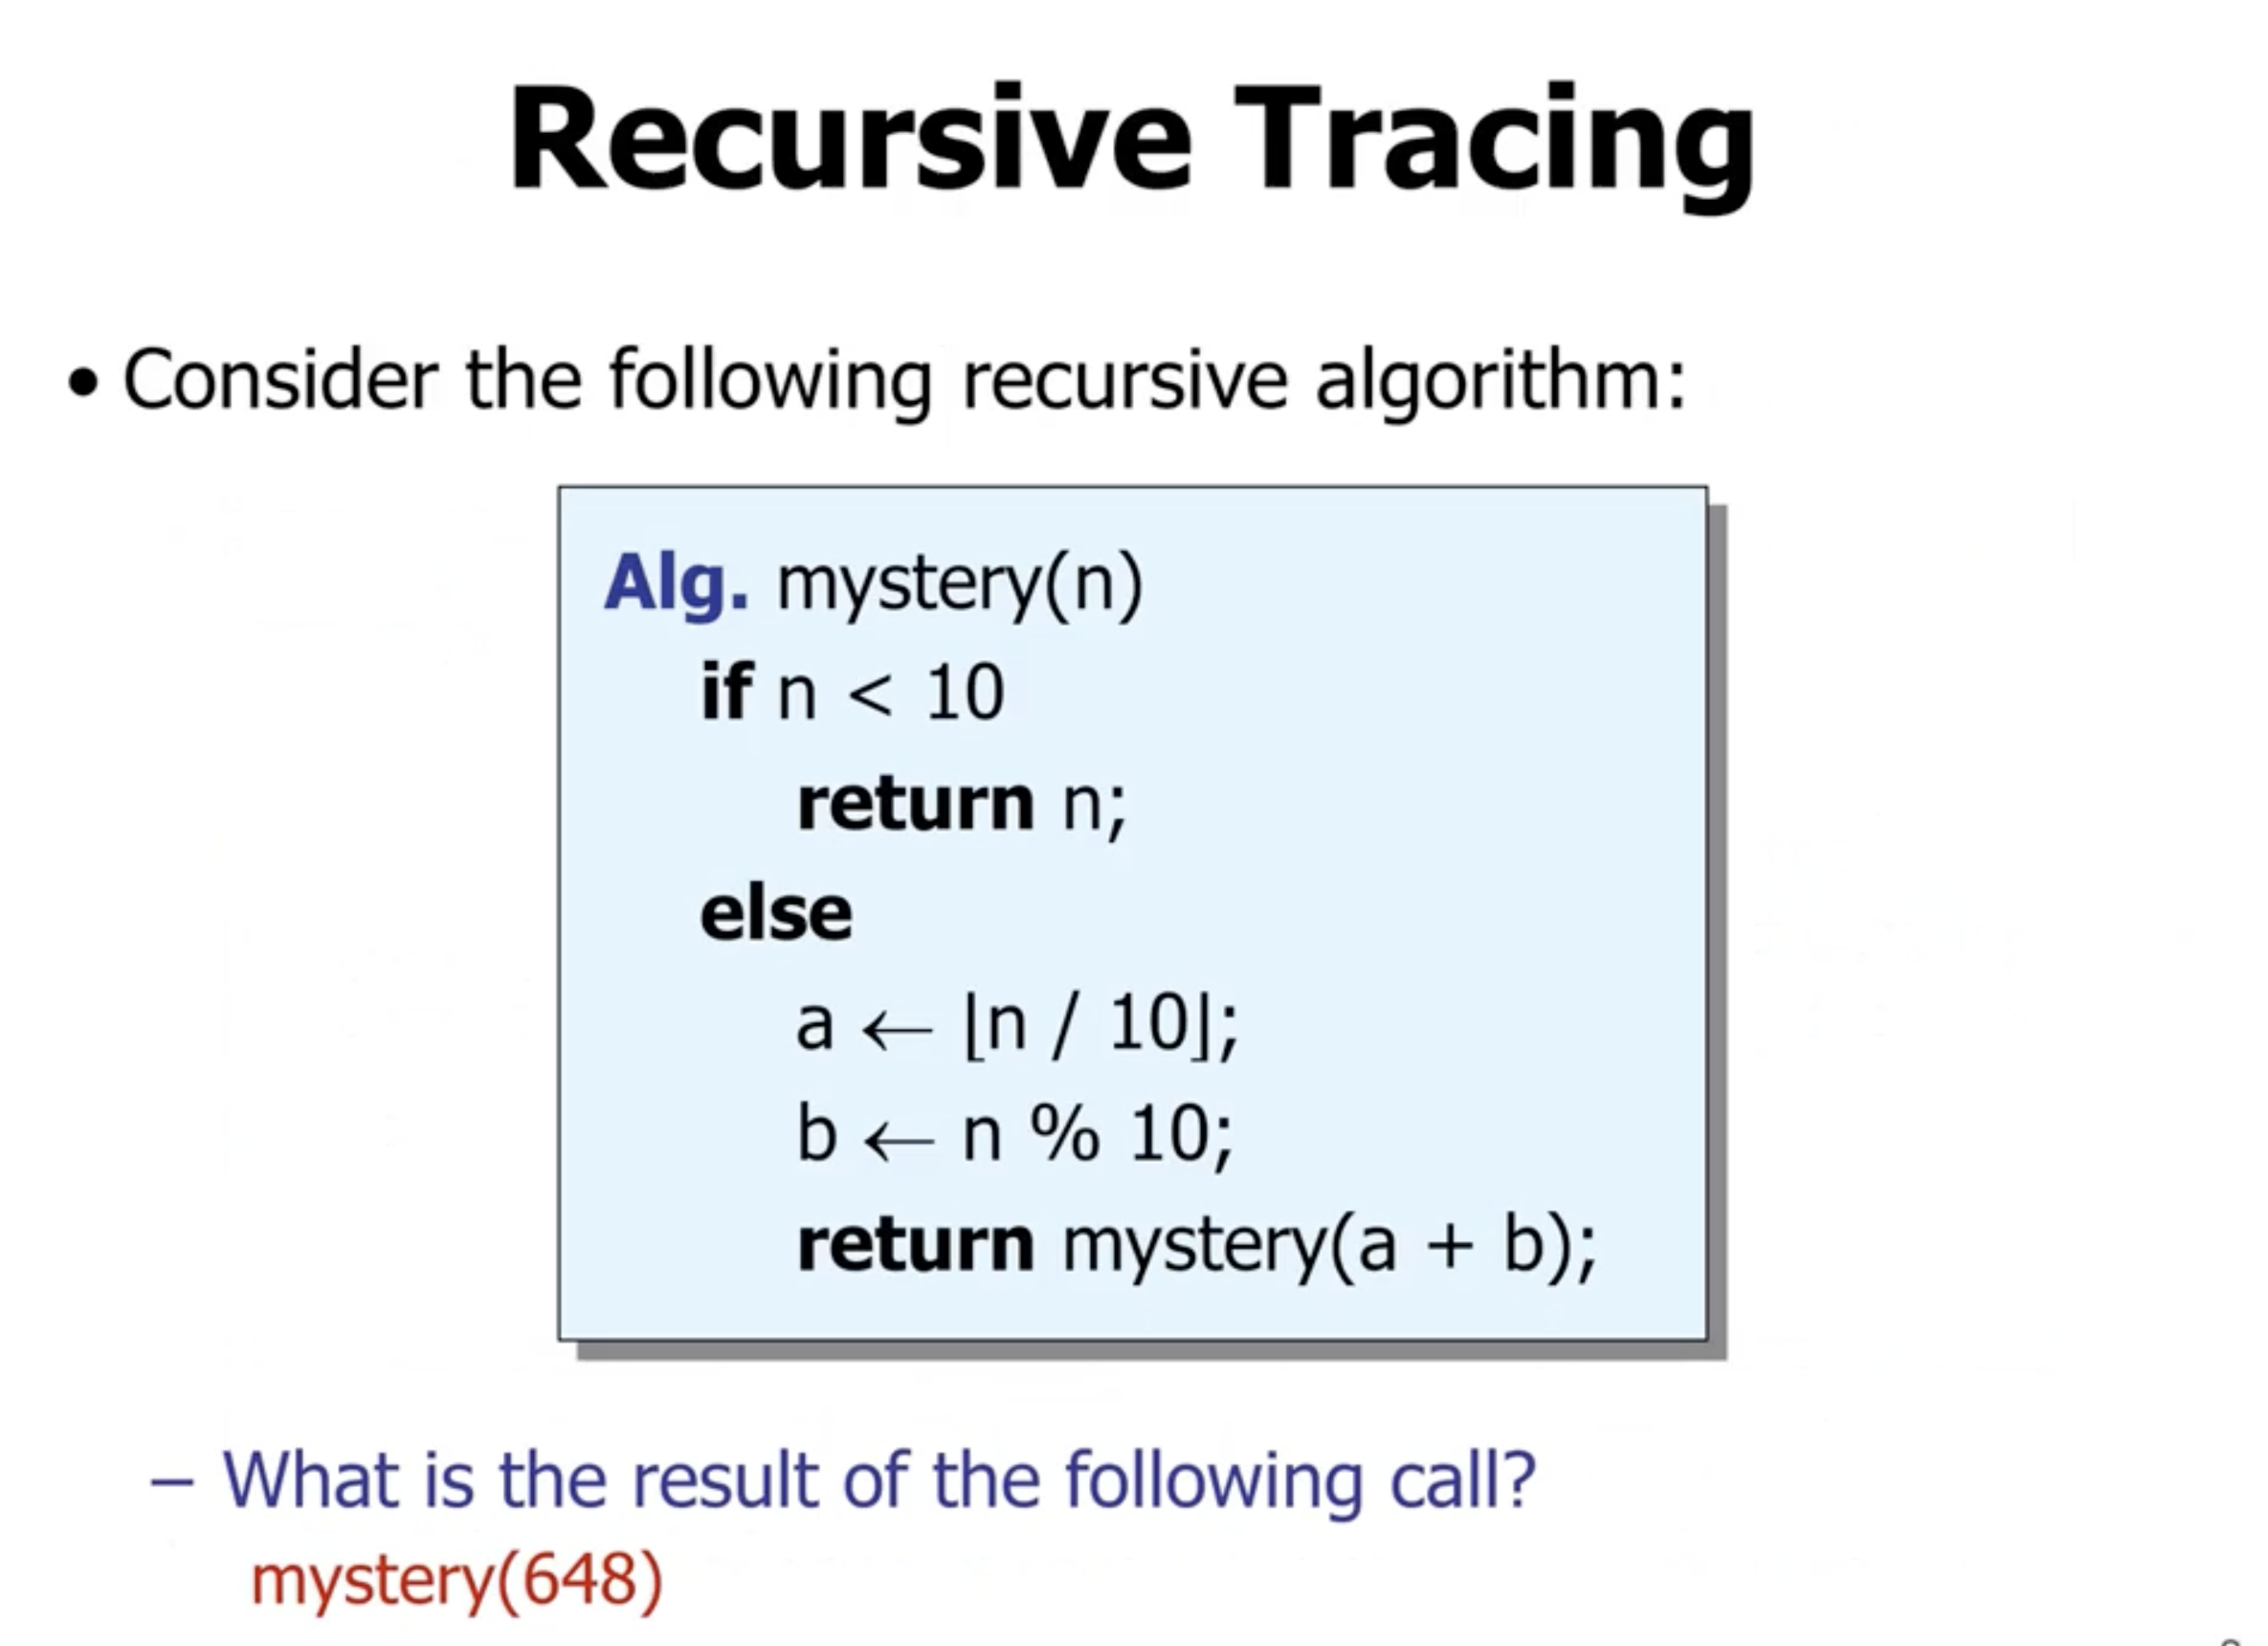 Recursive Tracing
• Consider the following recursive algorithm:
Alg. mystery(n)
if n < 10
return n;
else
a ← ⌊n / 10⌋;
b ← n % 10;
return mystery(a + b);
– What is the result of the following call?
mystery(648)